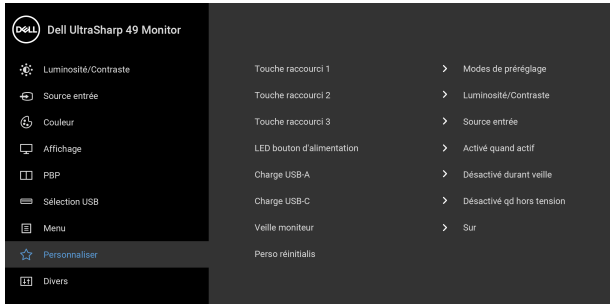 DELL Dell UltraSharp 49 Monitor
Luminosité/Contraste
Source entrée
Couleur
Affichage
PBP
Sélection USB
Menu
Personnaliser
Divers
Touche raccourci 1 > Modes de préréglage
Touche raccourci 2 > Luminosité/Contraste
Touche raccourci 3 > Source entrée
LED bouton d'alimentation > Activé quand actif
Charge USB-A > Désactivé durant veille
Charge USB-C > Désactivé qd hors tension
Veille moniteur > Sur
Perso réinitialis